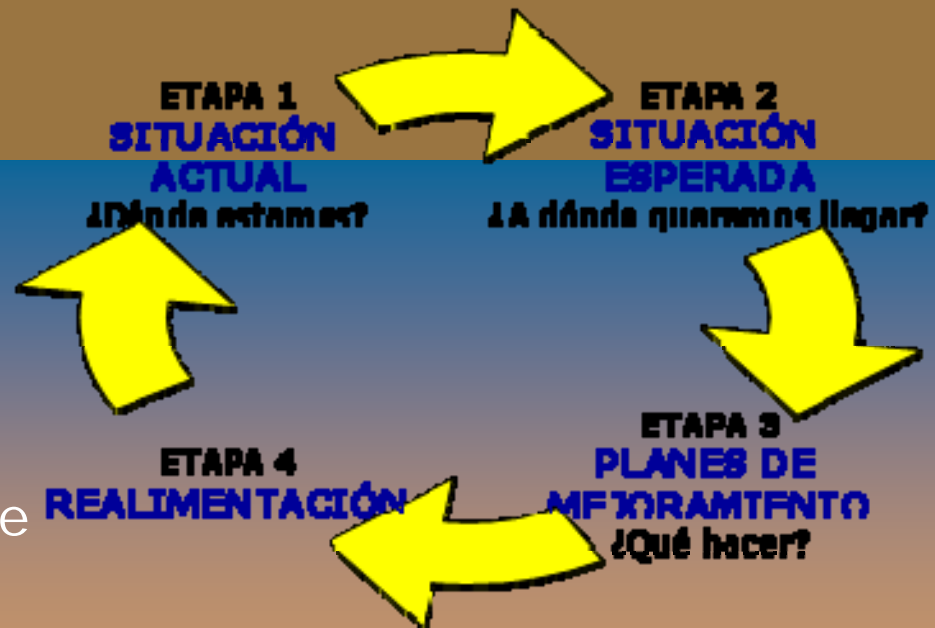 ETAPA 1
SITUACIÓN
ACTUAL
¿Dónde estamos?
ETAPA 2
SITUACIÓN
ESPERADA
¿A dónde queremos llegar?
ETAPA 3
PLANES DE
MEJORAMIENTO
¿Qué hacer?
ETAPA 4
REALIMENTACIÓN
e